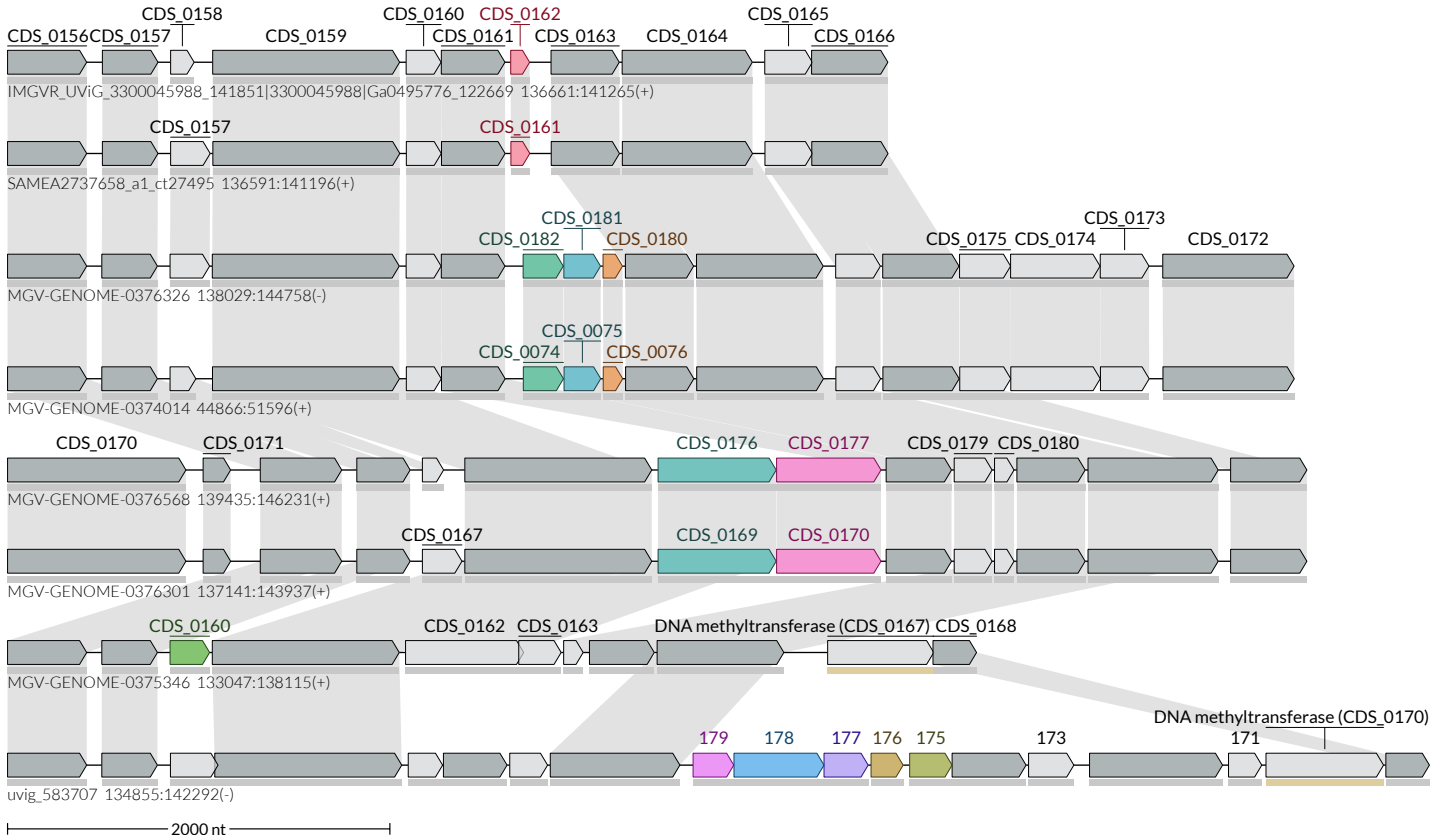 CDS_0158 CDS_0160 CDS_0162 CDS_0165
CDS_0156 CDS_0157 CDS_0159 CDS_0161 CDS_0163 CDS_0164 CDS_0166
IMGVR_UViG_3300045988_141851|3300045988|Ga0495776_122669 136661:141265(+)
CDS_0157 CDS_0161
SAMEA2737658_a1_ct27495 136591:141196(+)
CDS_0181 CDS_0173
CDS_0182 CDS_0180 CDS_0175 CDS_0174 CDS_0172
MGV-GENOME-0376326 138029:144758(-)
CDS_0075
CDS_0074 CDS_0076
MGV-GENOME-0374014 44866:51596(+)
CDS_0170 CDS_0171 CDS_0176 CDS_0177 CDS_0179 CDS_0180
MGV-GENOME-0376568 139435:146231(+)
CDS_0167 CDS_0169 CDS_0170
MGV-GENOME-0376301 137141:143937(+)
CDS_0160 CDS_0162 CDS_0163 DNA methyltransferase (CDS_0167) CDS_0168
MGV-GENOME-0375346 133047:138115(+)
DNA methyltransferase (CDS_0170)
179 178 177 176 175 173 171
uvig_583707 134855:142292(-)
2000 nt